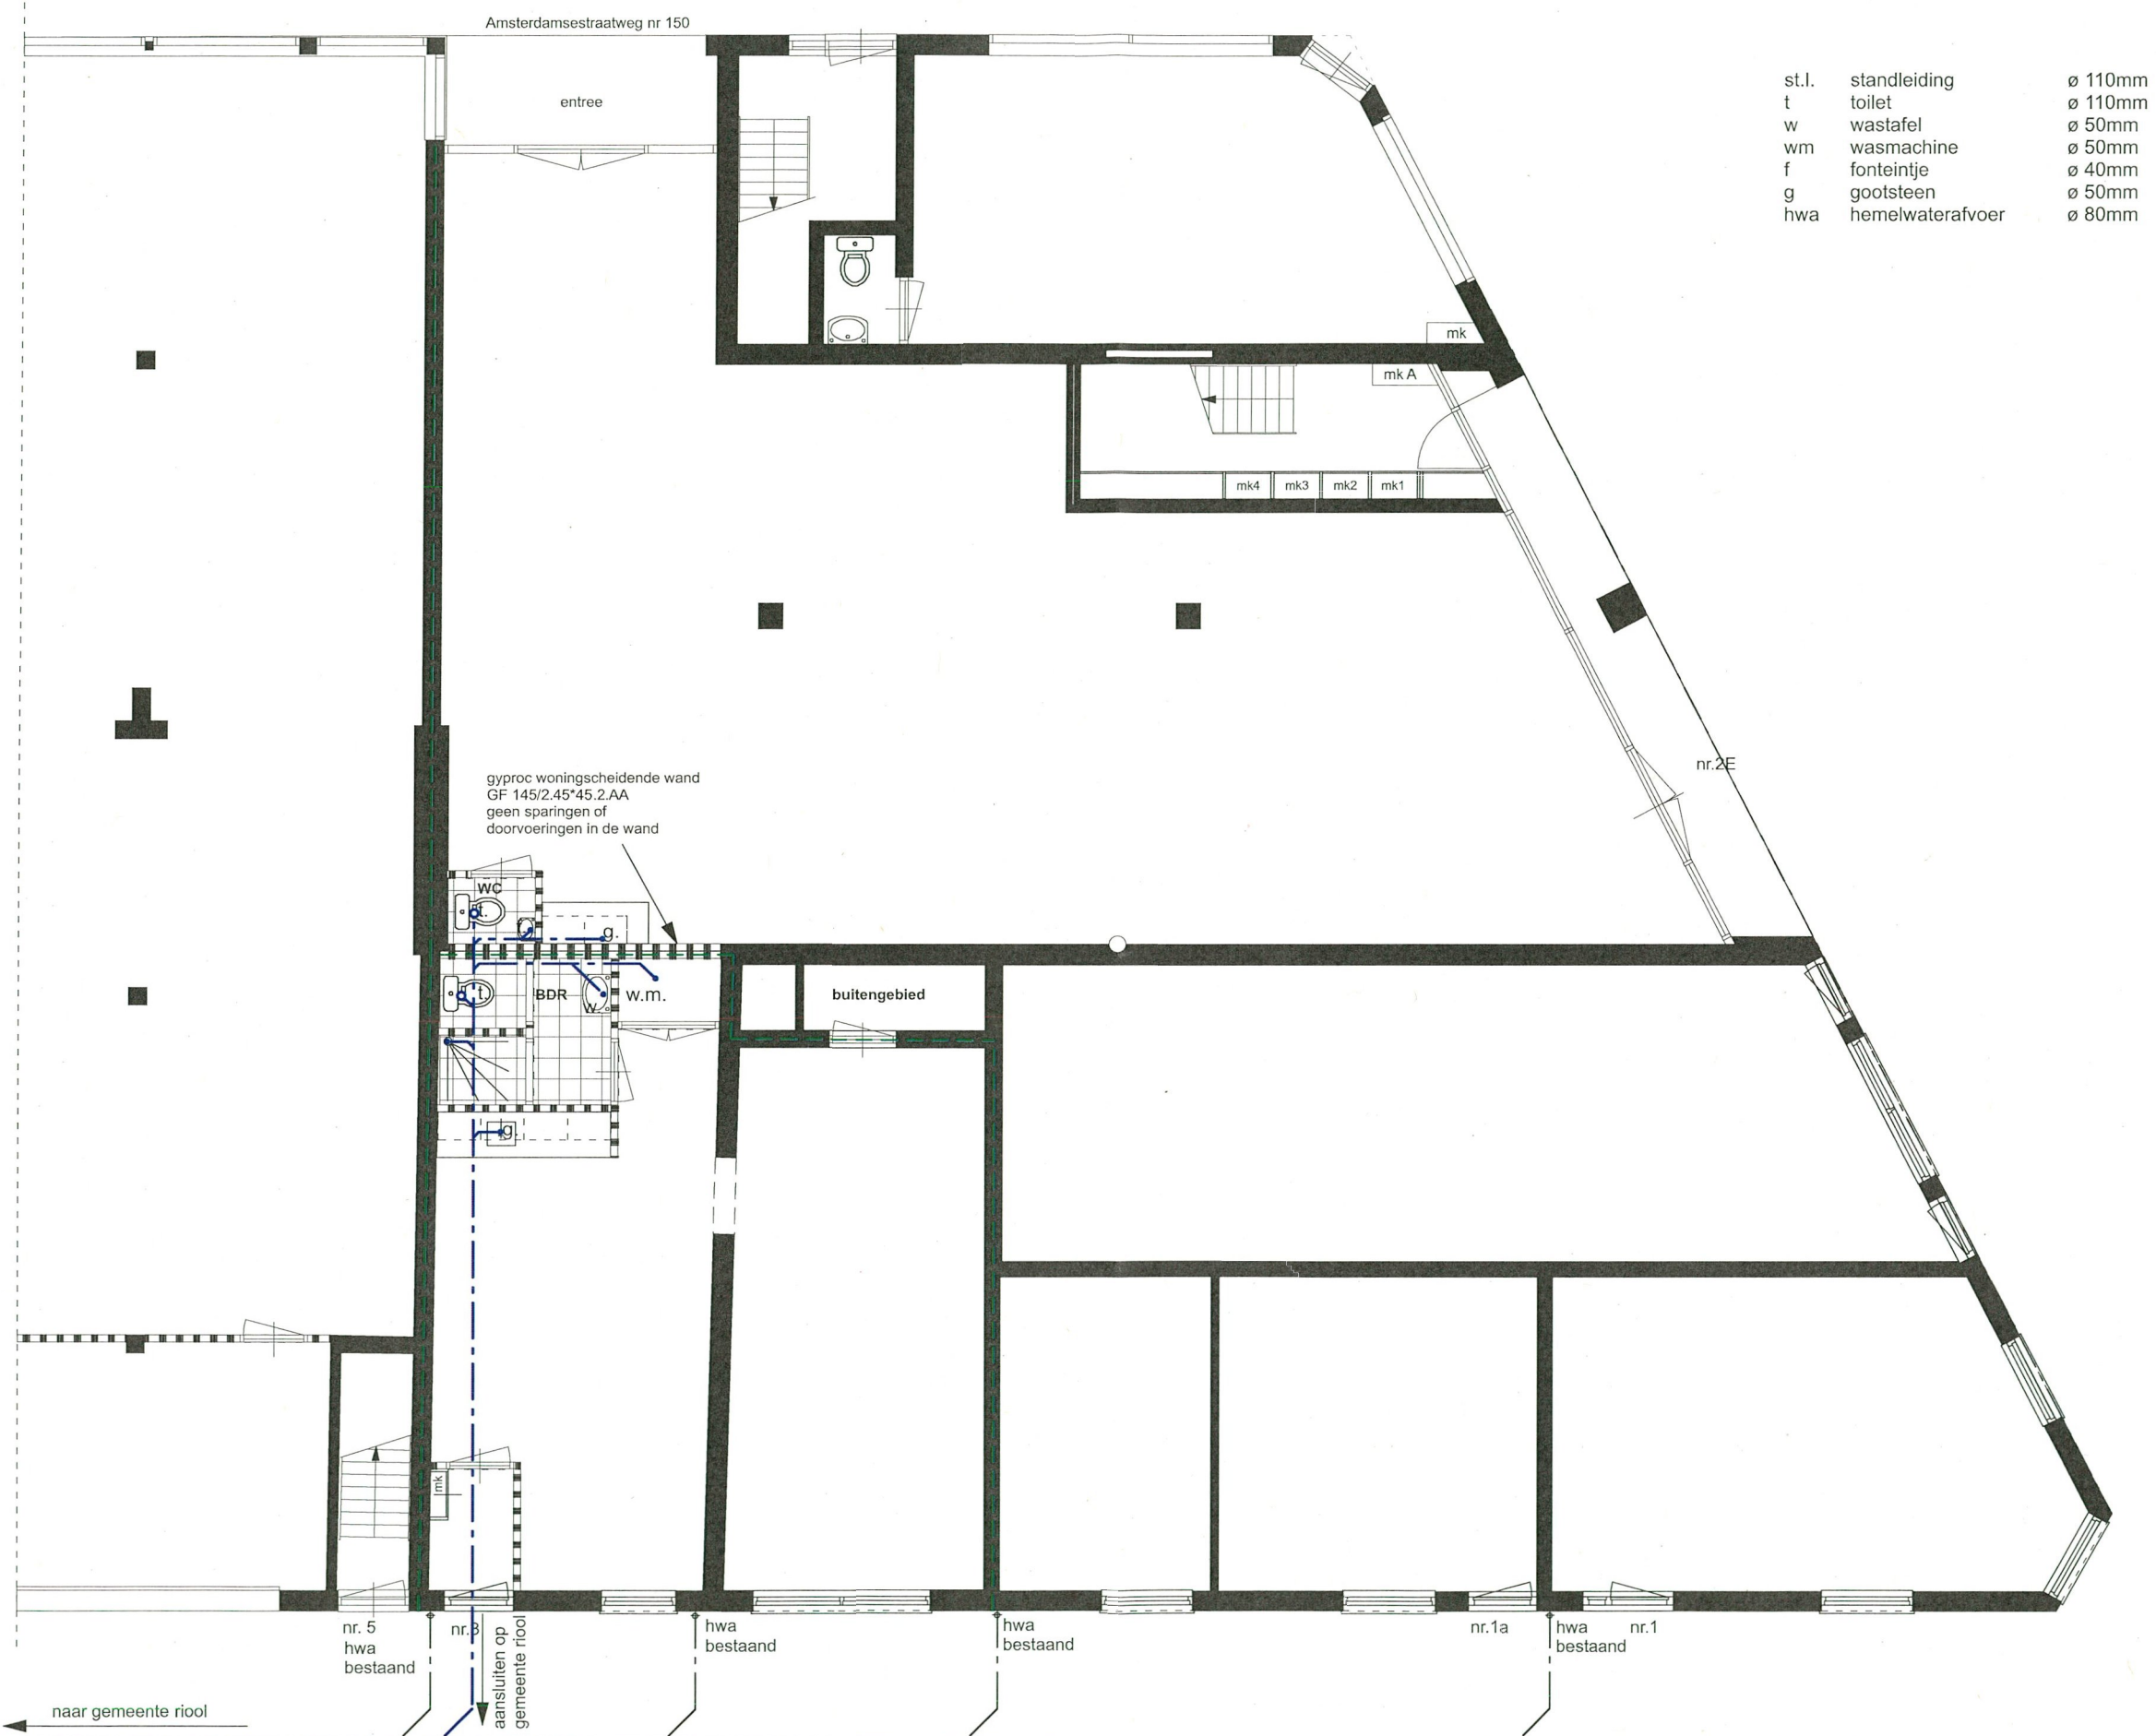 Amsterdamsestraatweg nr 150
entree
st.l. standleiding ø 110mm
t toilet ø 110mm
w wastafel ø 50mm
wm wasmachine ø 50mm
f fonteintje ø 40mm
g gootsteen ø 50mm
hwa hemelwaterafvoer ø 80mm
mk
mk A
mk4 mk3 mk2 mk1
nr.2E
gyproc woningscheidende wand
GF 145/2.45*45.2.AA
geen sparingen of
doorvoeringen in de wand
wc
t.
g.
t.
BDR
w
w.m.
buitengebied
g.
mk
nr. 5
hwa
bestaand
nr.3
aansluiten op
gemeente riool
hwa
bestaand
hwa
bestaand
nr.1a
hwa
bestaand
nr.1
naar gemeente riool